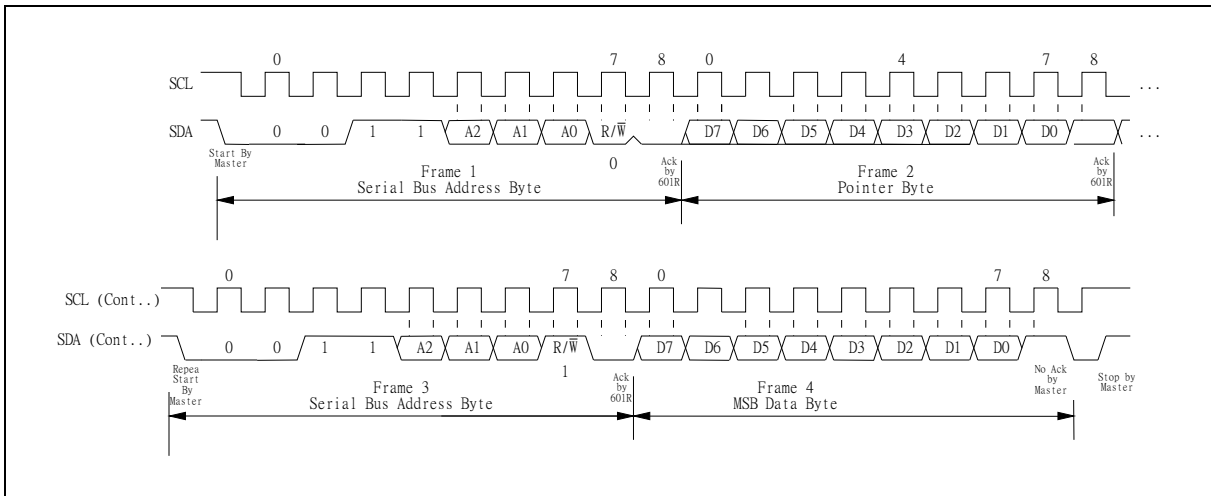 0 7 8 0 4 7 8
SCL ...
SDA 0 0 1 1 A2 A1 A0 R/W̅ D7 D6 D5 D4 D3 D2 D1 D0 ...
Start By
Master
0
Ack
by
601R
Ack
by
601R
Frame 1
Serial Bus Address Byte
Frame 2
Pointer Byte
0 7 8 0 7 8
SCL (Cont..)
SDA (Cont..) 0 0 1 1 A2 A1 A0 R/W̅ D7 D6 D5 D4 D3 D2 D1 D0
Repea
Start
By
Master
1
Ack
by
601R
No Ack
by
Master
Stop by
Master
Frame 3
Serial Bus Address Byte
Frame 4
MSB Data Byte